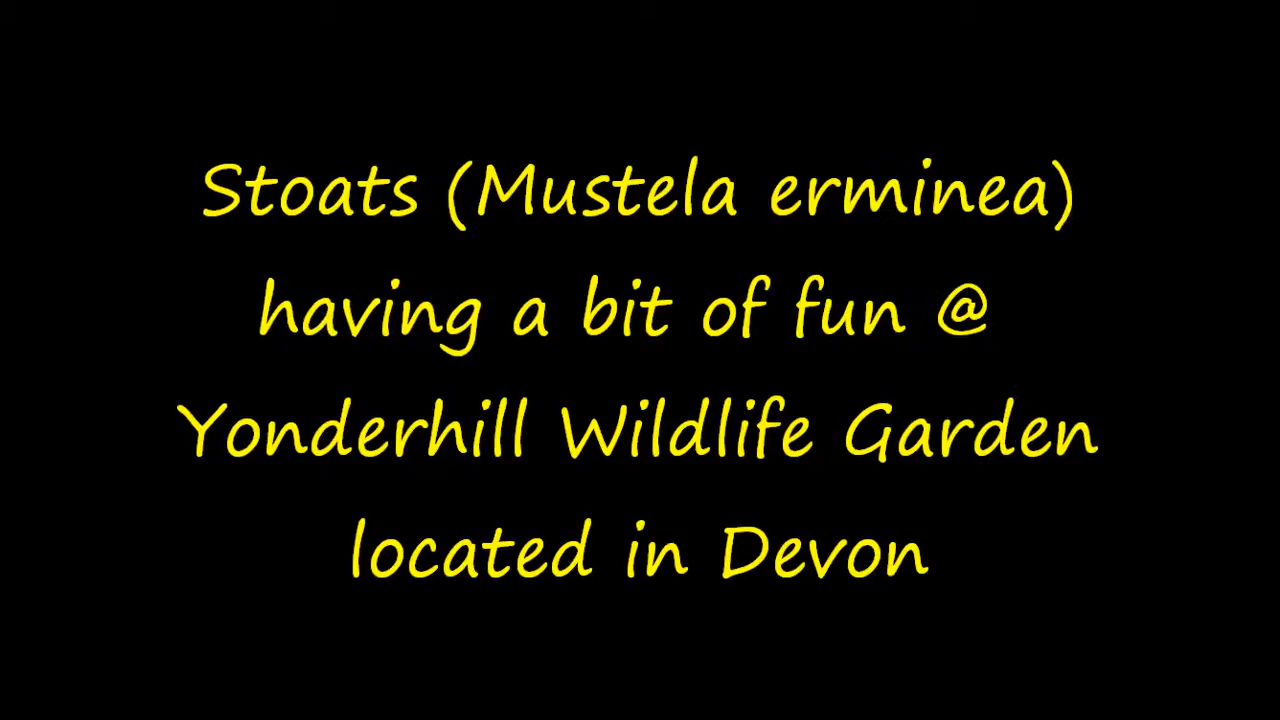 Stoats (Mustela erminea)
having a bit of fun @
Yonderhill Wildlife Garden
located in Devon